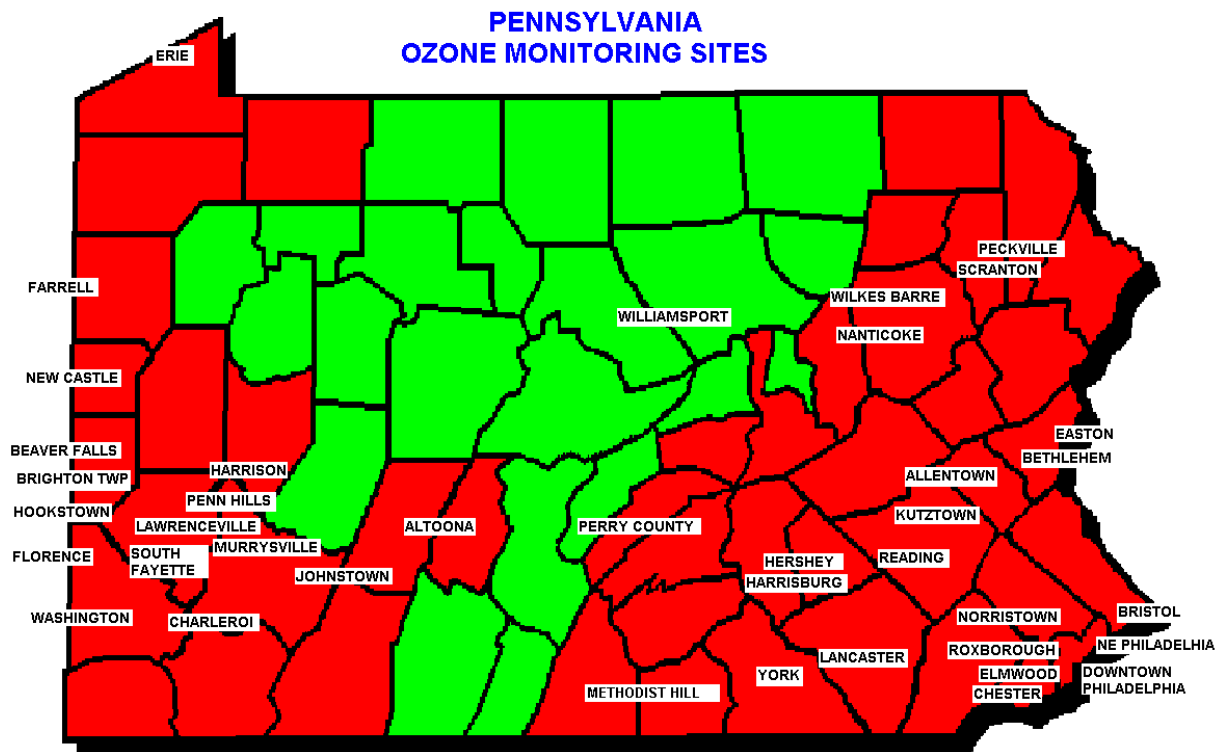 PENNSYLVANIA
OZONE MONITORING SITES
ERIE
PECKVILLE
SCRANTON
FARRELL
WILKES BARRE
WILLIAMSPORT
NANTICOKE
NEW CASTLE
EASTON
BEAVER FALLS
BETHLEHEM
HARRISON
ALLENTOWN
BRIGHTON TWP
PENN HILLS
HOOKSTOWN
KUTZTOWN
LAWRENCEVILLE
ALTOONA
PERRY COUNTY
MURRYSVILLE
FLORENCE
SOUTH
FAYETTE
HERSHEY
READING
JOHNSTOWN
HARRISBURG
WASHINGTON
CHARLEROI
NORRISTOWN
BRISTOL
NE PHILADELHIA
ROXBOROUGH
LANCASTER
ELMWOOD
YORK
DOWNTOWN
PHILADELPHIA
METHODIST HILL
CHESTER